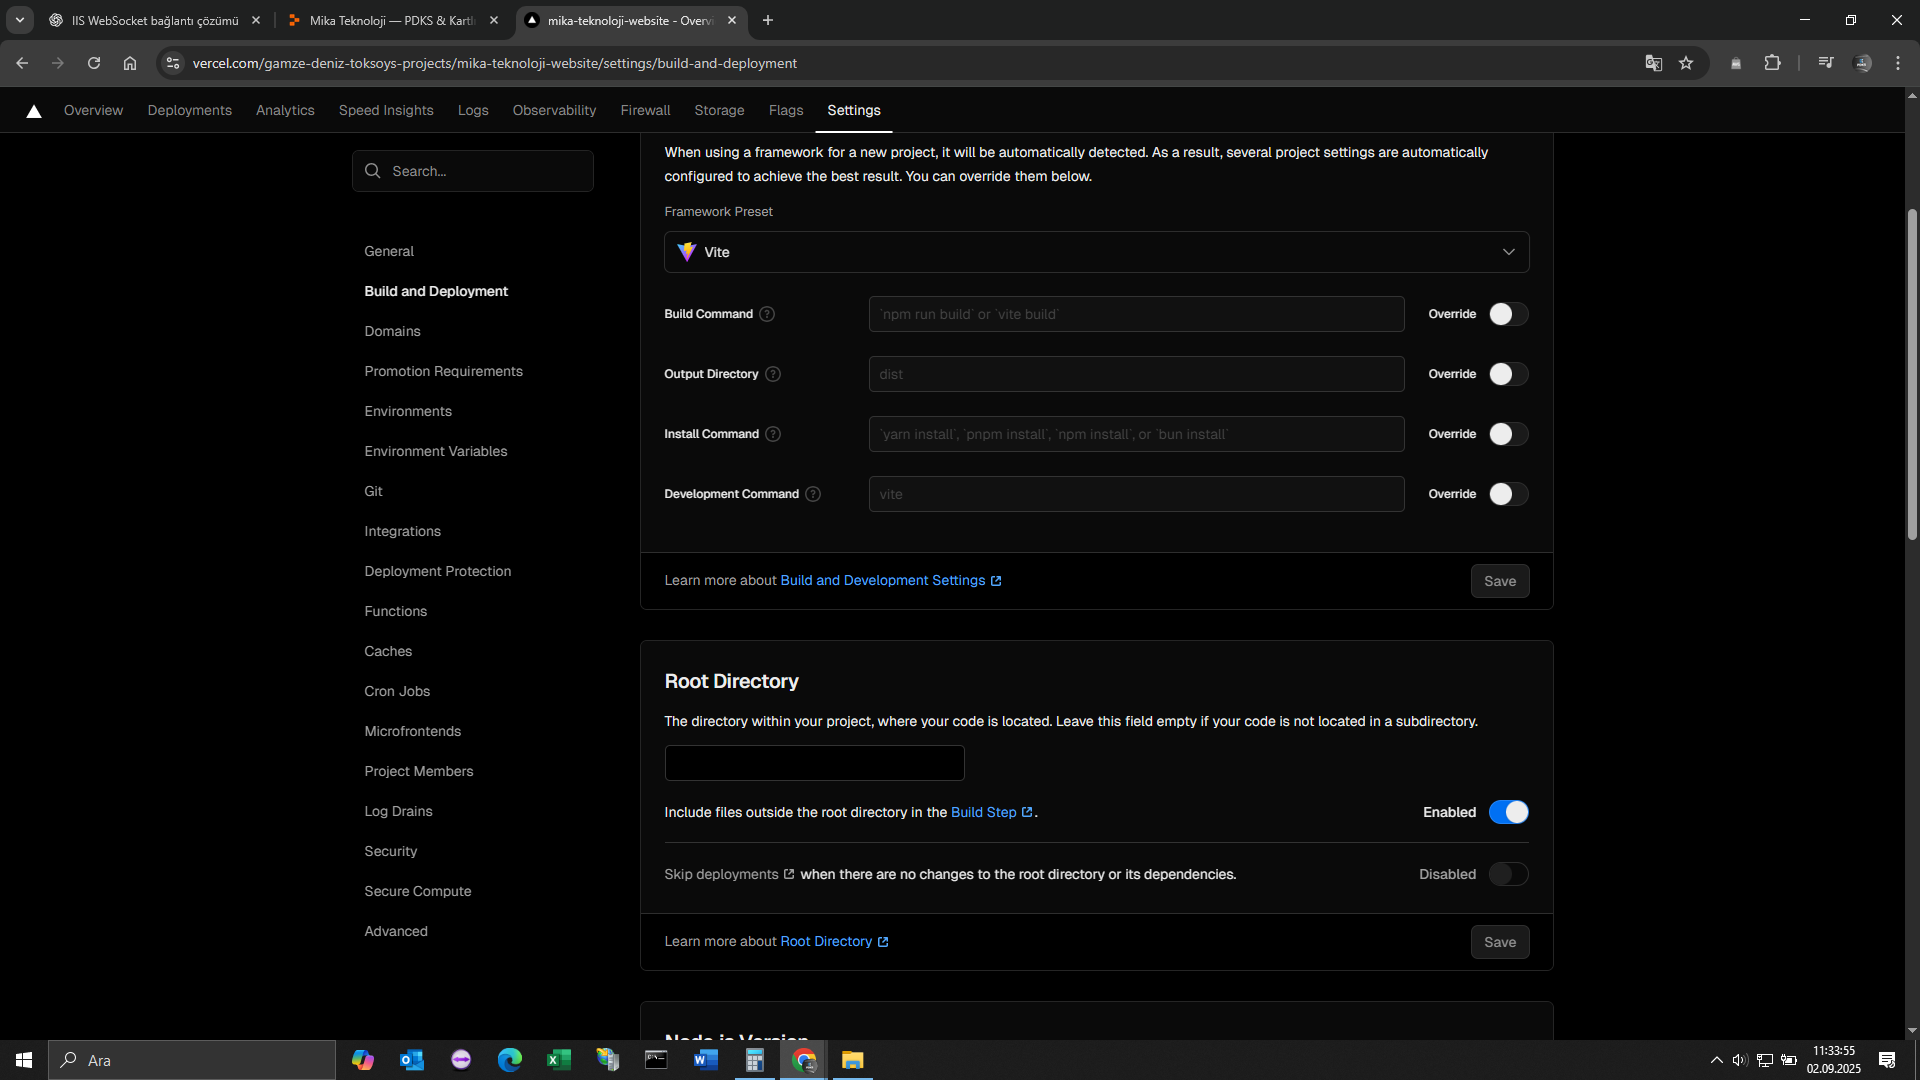 IIS WebSocket bağlantı çözümü
Mika Teknoloji — PDKS & Kartl
mika-teknoloji-website - Overvi
vercel.com/gamze-deniz-toksoys-projects/mika-teknoloji-website/settings/build-and-deployment
Overview Deployments Analytics Speed Insights Logs Observability Firewall Storage Flags Settings
Search...
General
Build and Deployment
Domains
Promotion Requirements
Environments
Environment Variables
Git
Integrations
Deployment Protection
Functions
Caches
Cron Jobs
Microfrontends
Project Members
Log Drains
Security
Secure Compute
Advanced
When using a framework for a new project, it will be automatically detected. As a result, several project settings are automatically
configured to achieve the best result. You can override them below.
Framework Preset
Vite
Build Command ? `npm run build` or `vite build` Override
Output Directory ? dist Override
Install Command ? `yarn install`, `pnpm install`, `npm install`, or `bun install` Override
Development Command ? vite Override
Learn more about Build and Development Settings Save
Root Directory
The directory within your project, where your code is located. Leave this field empty if your code is not located in a subdirectory.
Include files outside the root directory in the Build Step. Enabled
Skip deployments when there are no changes to the root directory or its dependencies. Disabled
Learn more about Root Directory Save
Node.js Version
Ara
11:33:55
02.09.2025